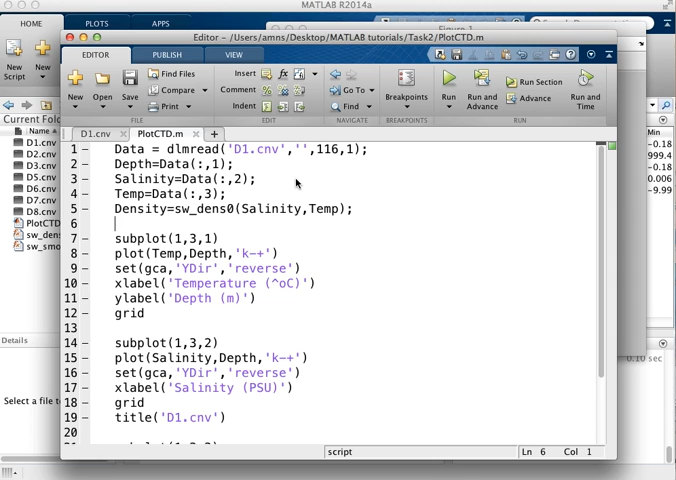 MATLAB R2014a
HOME PLOTS APPS
Editor - /Users/amns/Desktop/MATLAB tutorials/Task2/PlotCTD.m
EDITOR PUBLISH VIEW
New Script
New
New Open Save
Find Files
Compare
Print
Insert
Comment
Indent
Go To
Find
Breakpoints
Run
Run and Advance
Run Section
Advance
Run and Time
FILE EDIT NAVIGATE BREAKPOINTS RUN
Current Fold
Name
D1.cnv
D2.cnv
D3.cnv
D5.cnv
D6.cnv
D7.cnv
D8.cnv
PlotCTD
sw_dens
sw_smo
Details
Select a file to
D1.cnv PlotCTD.m
1 Data = dlmread('D1.cnv','',116,1);
2 Depth=Data(:,1);
3 Salinity=Data(:,2);
4 Temp=Data(:,3);
5 Density=sw_dens0(Salinity,Temp);
6
7 subplot(1,3,1)
8 plot(Temp,Depth,'k-+')
9 set(gca,'YDir','reverse')
10 xlabel('Temperature (^oC)')
11 ylabel('Depth (m)')
12 grid
13
14 subplot(1,3,2)
15 plot(Salinity,Depth,'k-+')
16 set(gca,'YDir','reverse')
17 xlabel('Salinity (PSU)')
18 grid
19 title('D1.cnv')
20
script
Ln 6 Col 1
Min
-0.18
999.4
-0.18
0.006
-9.99
0.10 sec